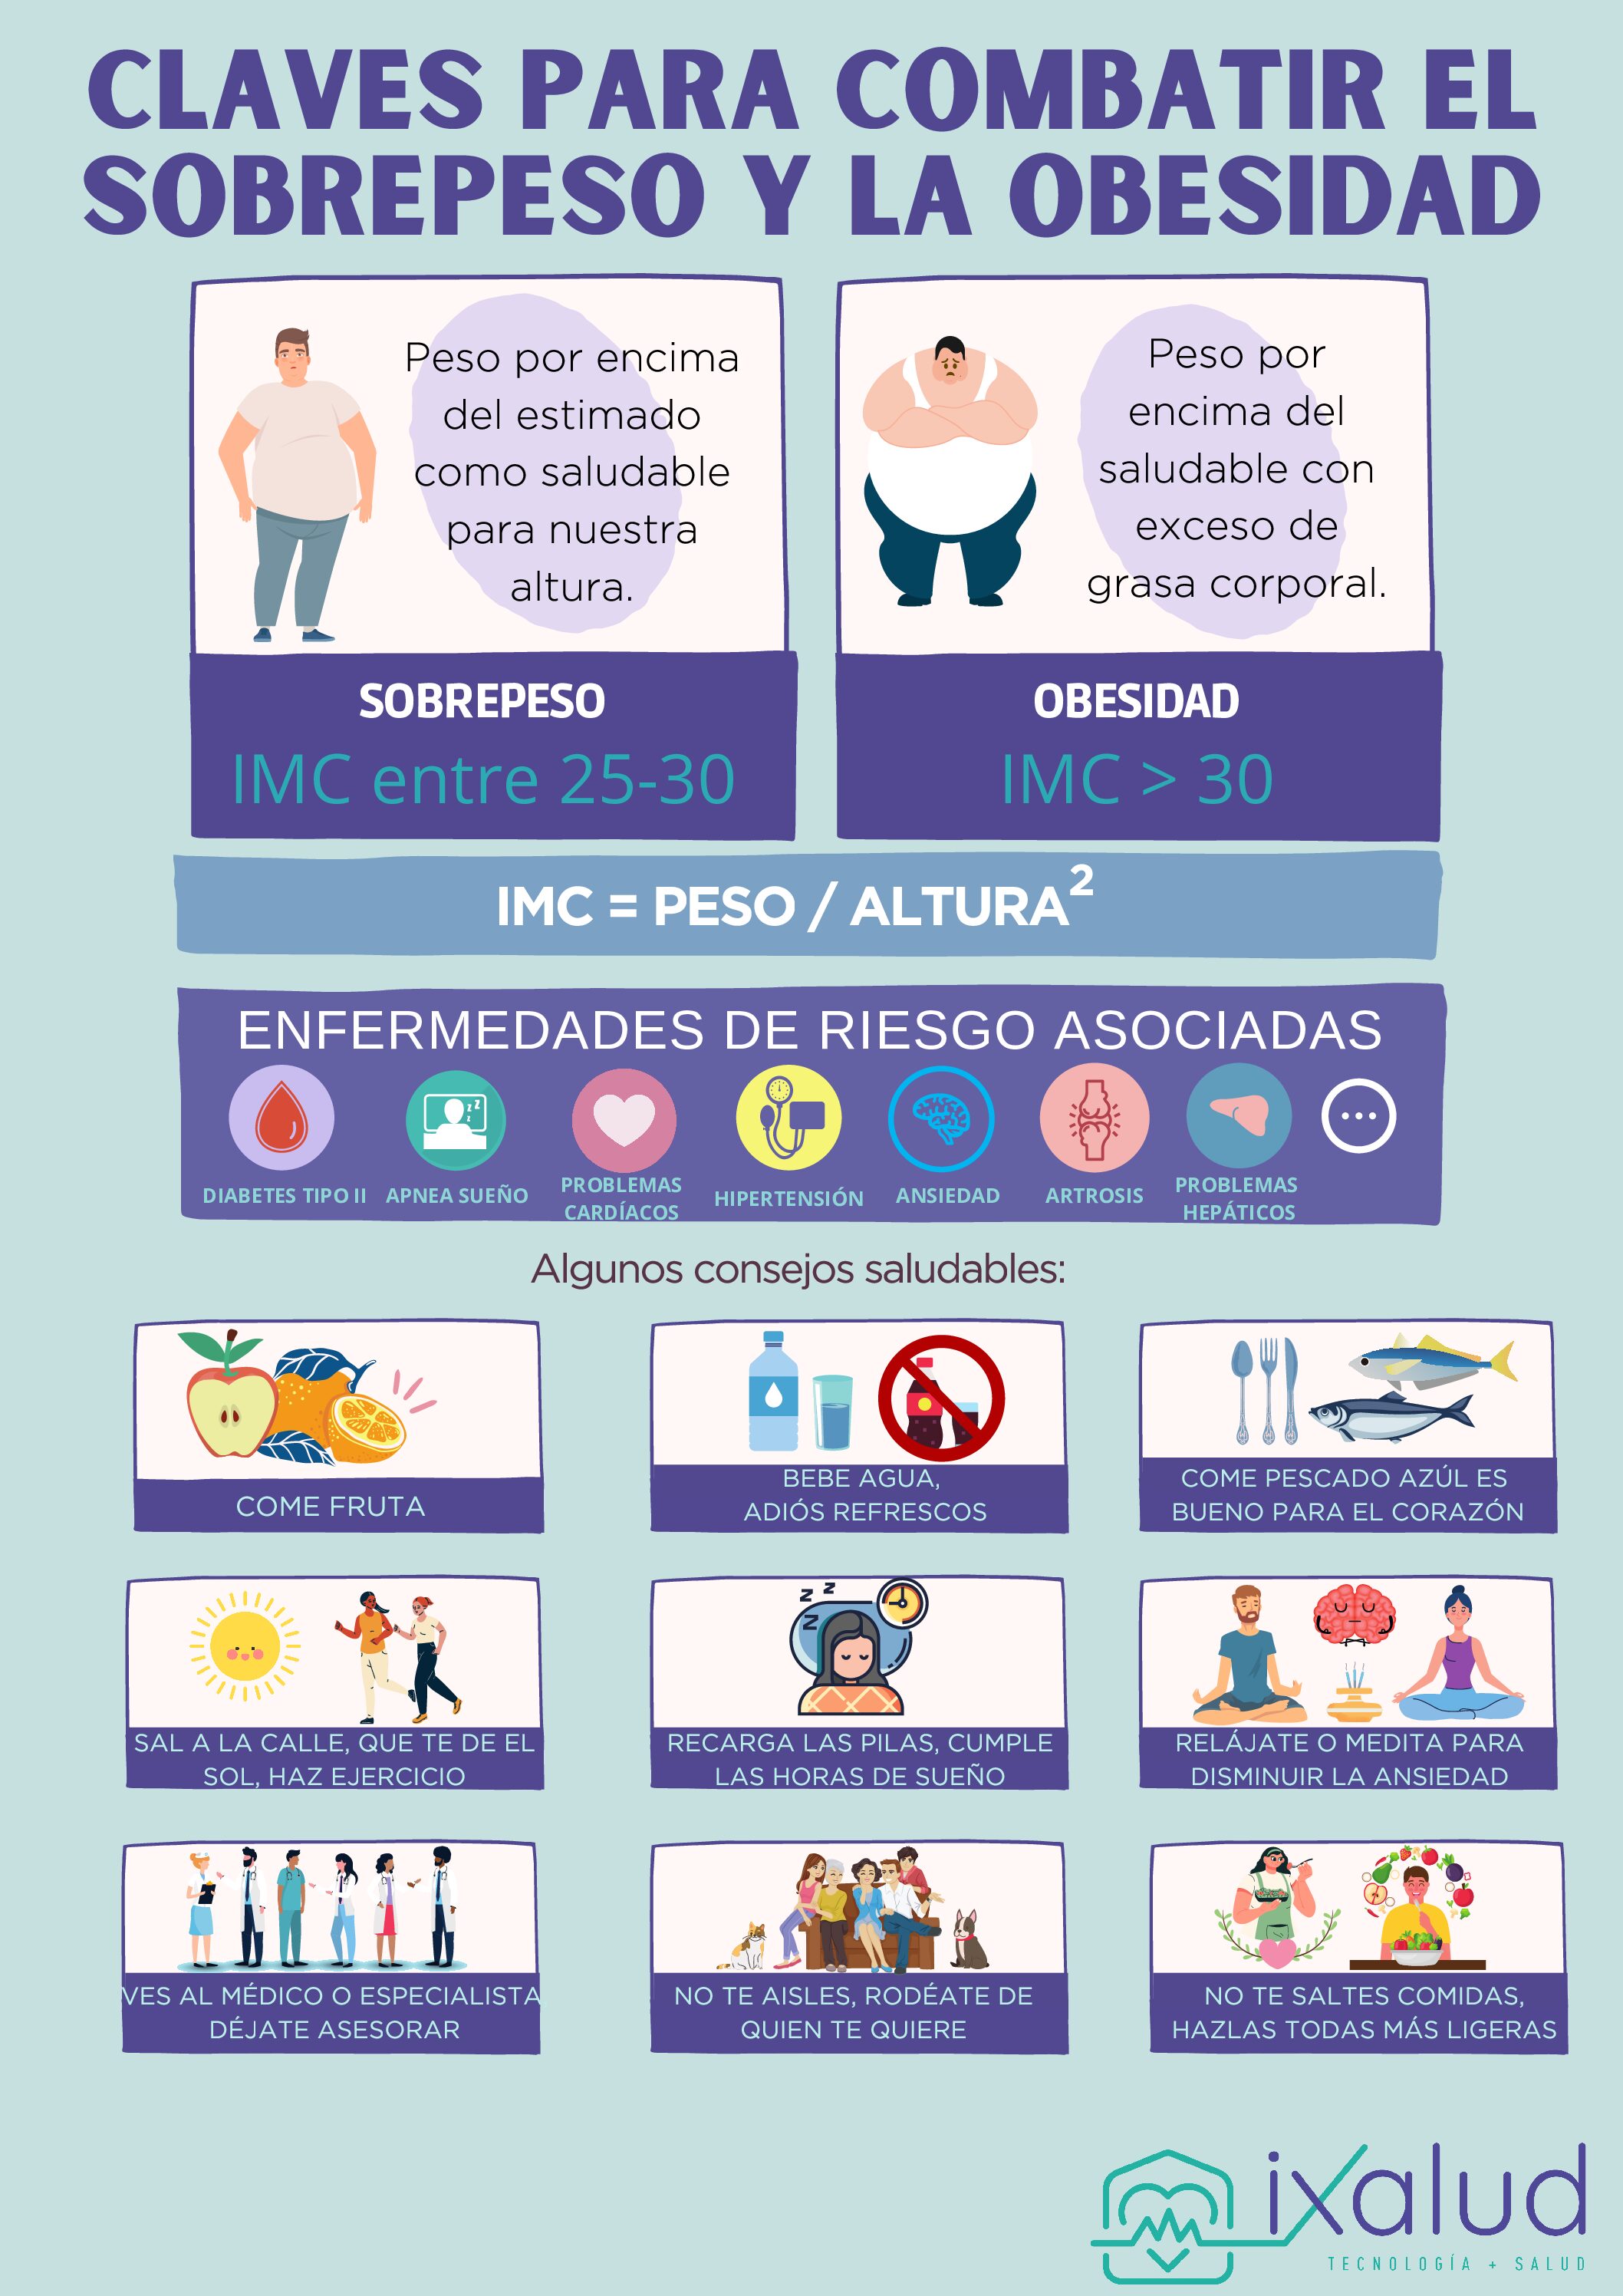 CLAVES PARA COMBATIR EL
SOBREPESO Y LA OBESIDAD
Peso por encima
del estimado
como saludable
para nuestra
altura.
SOBREPESO
IMC entre 25-30
Peso por
encima del
saludable con
exceso de
grasa corporal.
OBESIDAD
IMC > 30
IMC = PESO / ALTURA²
ENFERMEDADES DE RIESGO ASOCIADAS
DIABETES TIPO II
APNEA SUEÑO
PROBLEMAS
CARDÍACOS
HIPERTENSIÓN
ANSIEDAD
ARTROSIS
PROBLEMAS
HEPÁTICOS
Algunos consejos saludables:
COME FRUTA
BEBE AGUA,
ADIÓS REFRESCOS
COME PESCADO AZÚL ES
BUENO PARA EL CORAZÓN
SAL A LA CALLE, QUE TE DE EL
SOL, HAZ EJERCICIO
Z Z
N
RECARGA LAS PILAS, CUMPLE
LAS HORAS DE SUEÑO
RELÁJATE O MEDITA PARA
DISMINUIR LA ANSIEDAD
VES AL MÉDICO O ESPECIALISTA
DÉJATE ASESORAR
NO TE AISLES, RODÉATE DE
QUIEN TE QUIERE
NO TE SALTES COMIDAS,
HAZLAS TODAS MÁS LIGERAS
iXalud
TECNOLOGÍA + SALUD